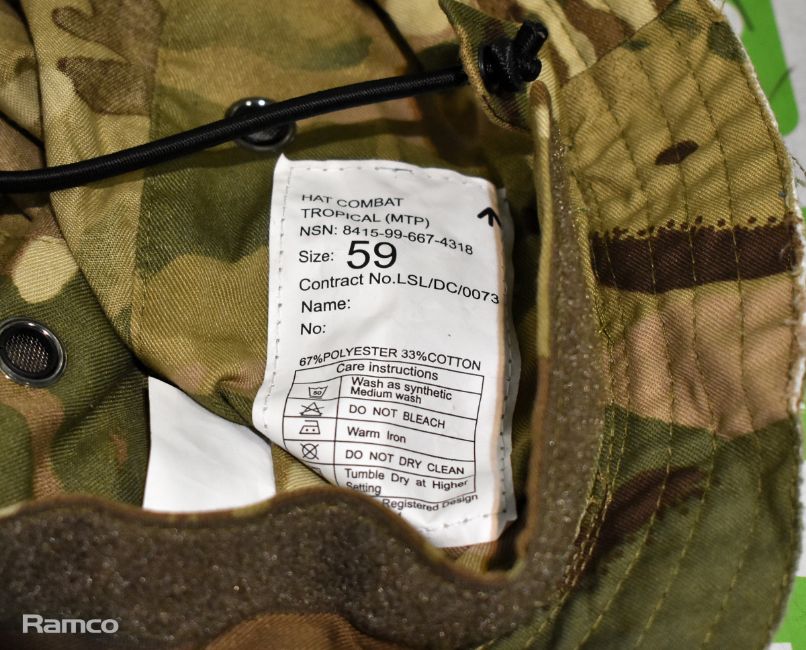 HAT COMBAT
TROPICAL (MTP)
NSN: 8415-99-667-4318
Size: 59
Contract No.LSL/DC/0073
Name:
No:
67%POLYESTER 33%COTTON
Care instructions
50
Wash as synthetic
Medium wash
DO NOT BLEACH
Warm Iron
DO NOT DRY CLEAN
Tumble Dry at Higher
Setting
Registered Design
Ramco